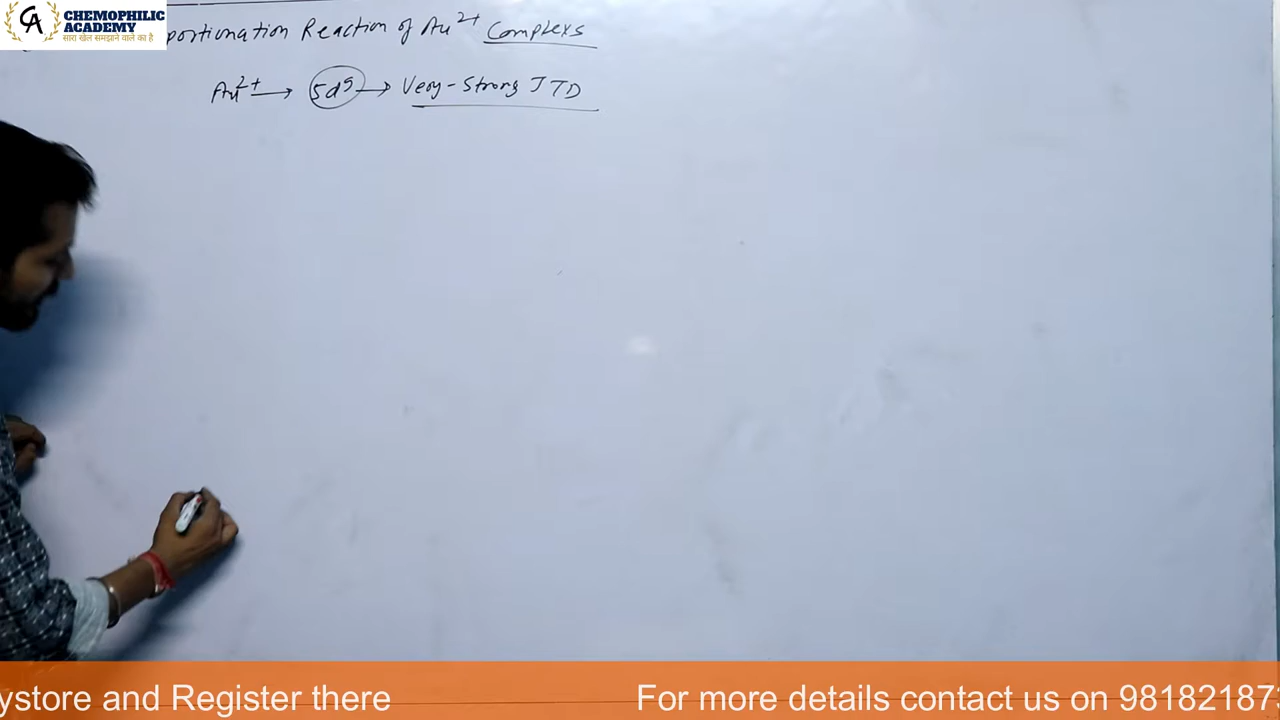 CA CHEMOPHILIC
ACADEMY
सारा खेल समझाने वाले का है
portionation Reaction of Au²⁺ Complexs
Au²⁺ → 5d⁹ → Very-Strong JTD
ystore and Register there For more details contact us on 98182187